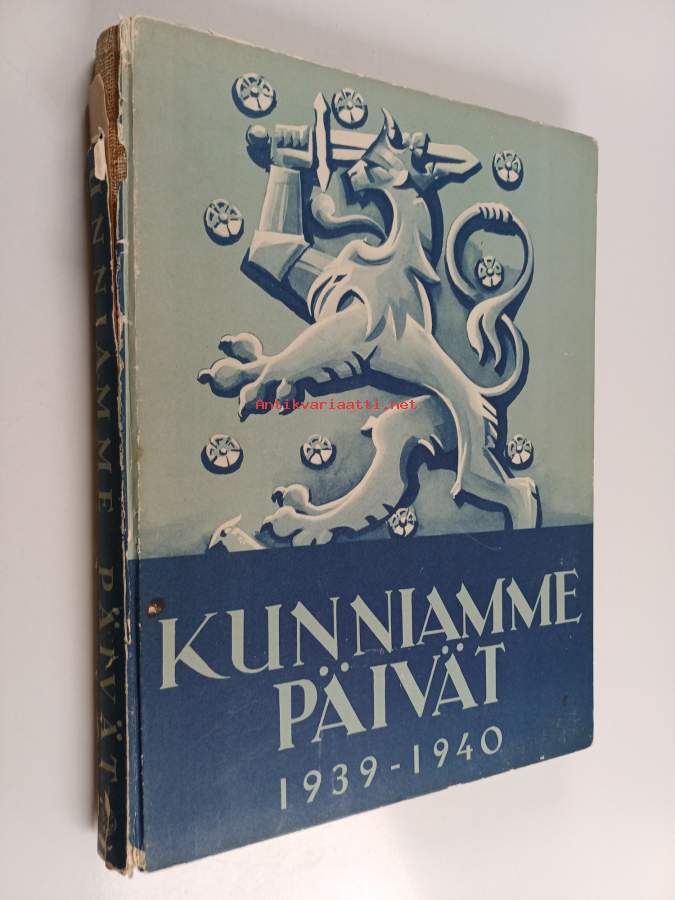 Antikvariaatti.net
KUNNIAMME
PÄIVÄT
1939-1940
KUNNIAMME PÄIVÄT